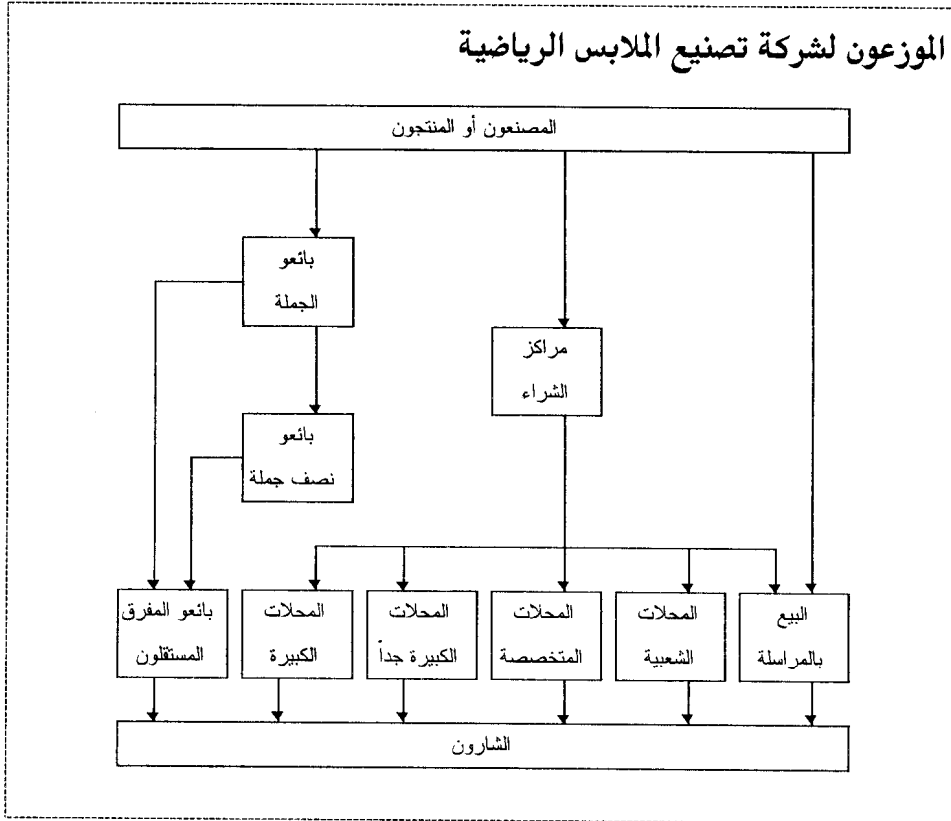 الموزعون لشركة تصنيع الملابس الرياضية
المصنعون أو المنتجون
بائعو
الجملة
مراكز
الشراء
بائعو
نصف جملة
البيع
بالمراسلة
المحلات
الشعبية
المحلات
المتخصصة
المحلات
الكبيرة جداً
المحلات
الكبيرة
بائعو المفرق
المستقلون
الشارون